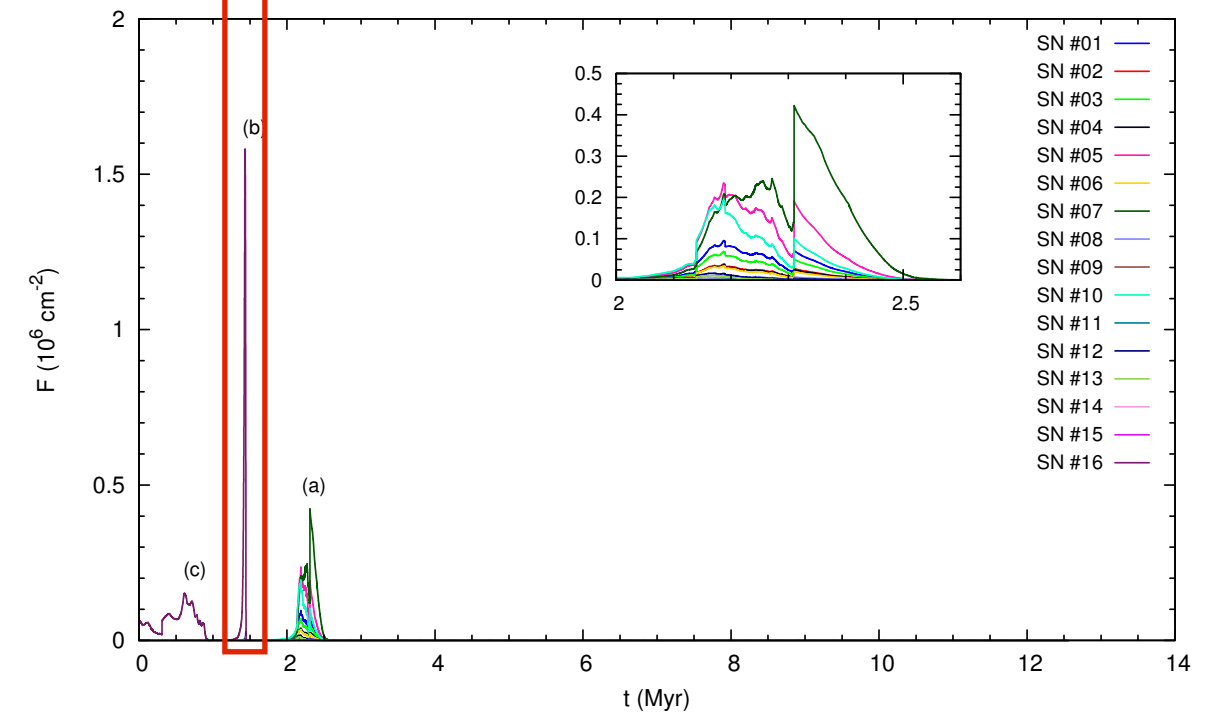 2
1.5
1
0.5
0
F (10^6 cm^-2)
0 2 4 6 8 10 12 14
t (Myr)
(c)
(b)
(a)
0.5
0.4
0.3
0.2
0.1
0
2 2.5
SN #01
SN #02
SN #03
SN #04
SN #05
SN #06
SN #07
SN #08
SN #09
SN #10
SN #11
SN #12
SN #13
SN #14
SN #15
SN #16